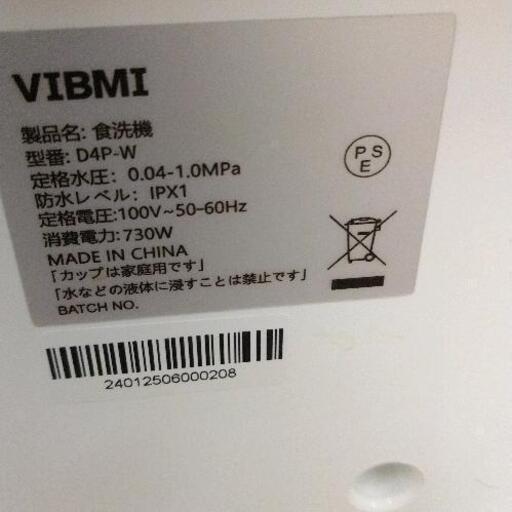 VIBMI
製品名: 食洗機
型番: D4P-W
定格水圧: 0.04-1.0MPa
防水レベル: IPX1
定格電圧:100V~50-60Hz
消費電力:730W
MADE IN CHINA
「カップは家庭用です」
「水などの液体に浸すことは禁止です」
BATCH NO.
PSE
24012506000208